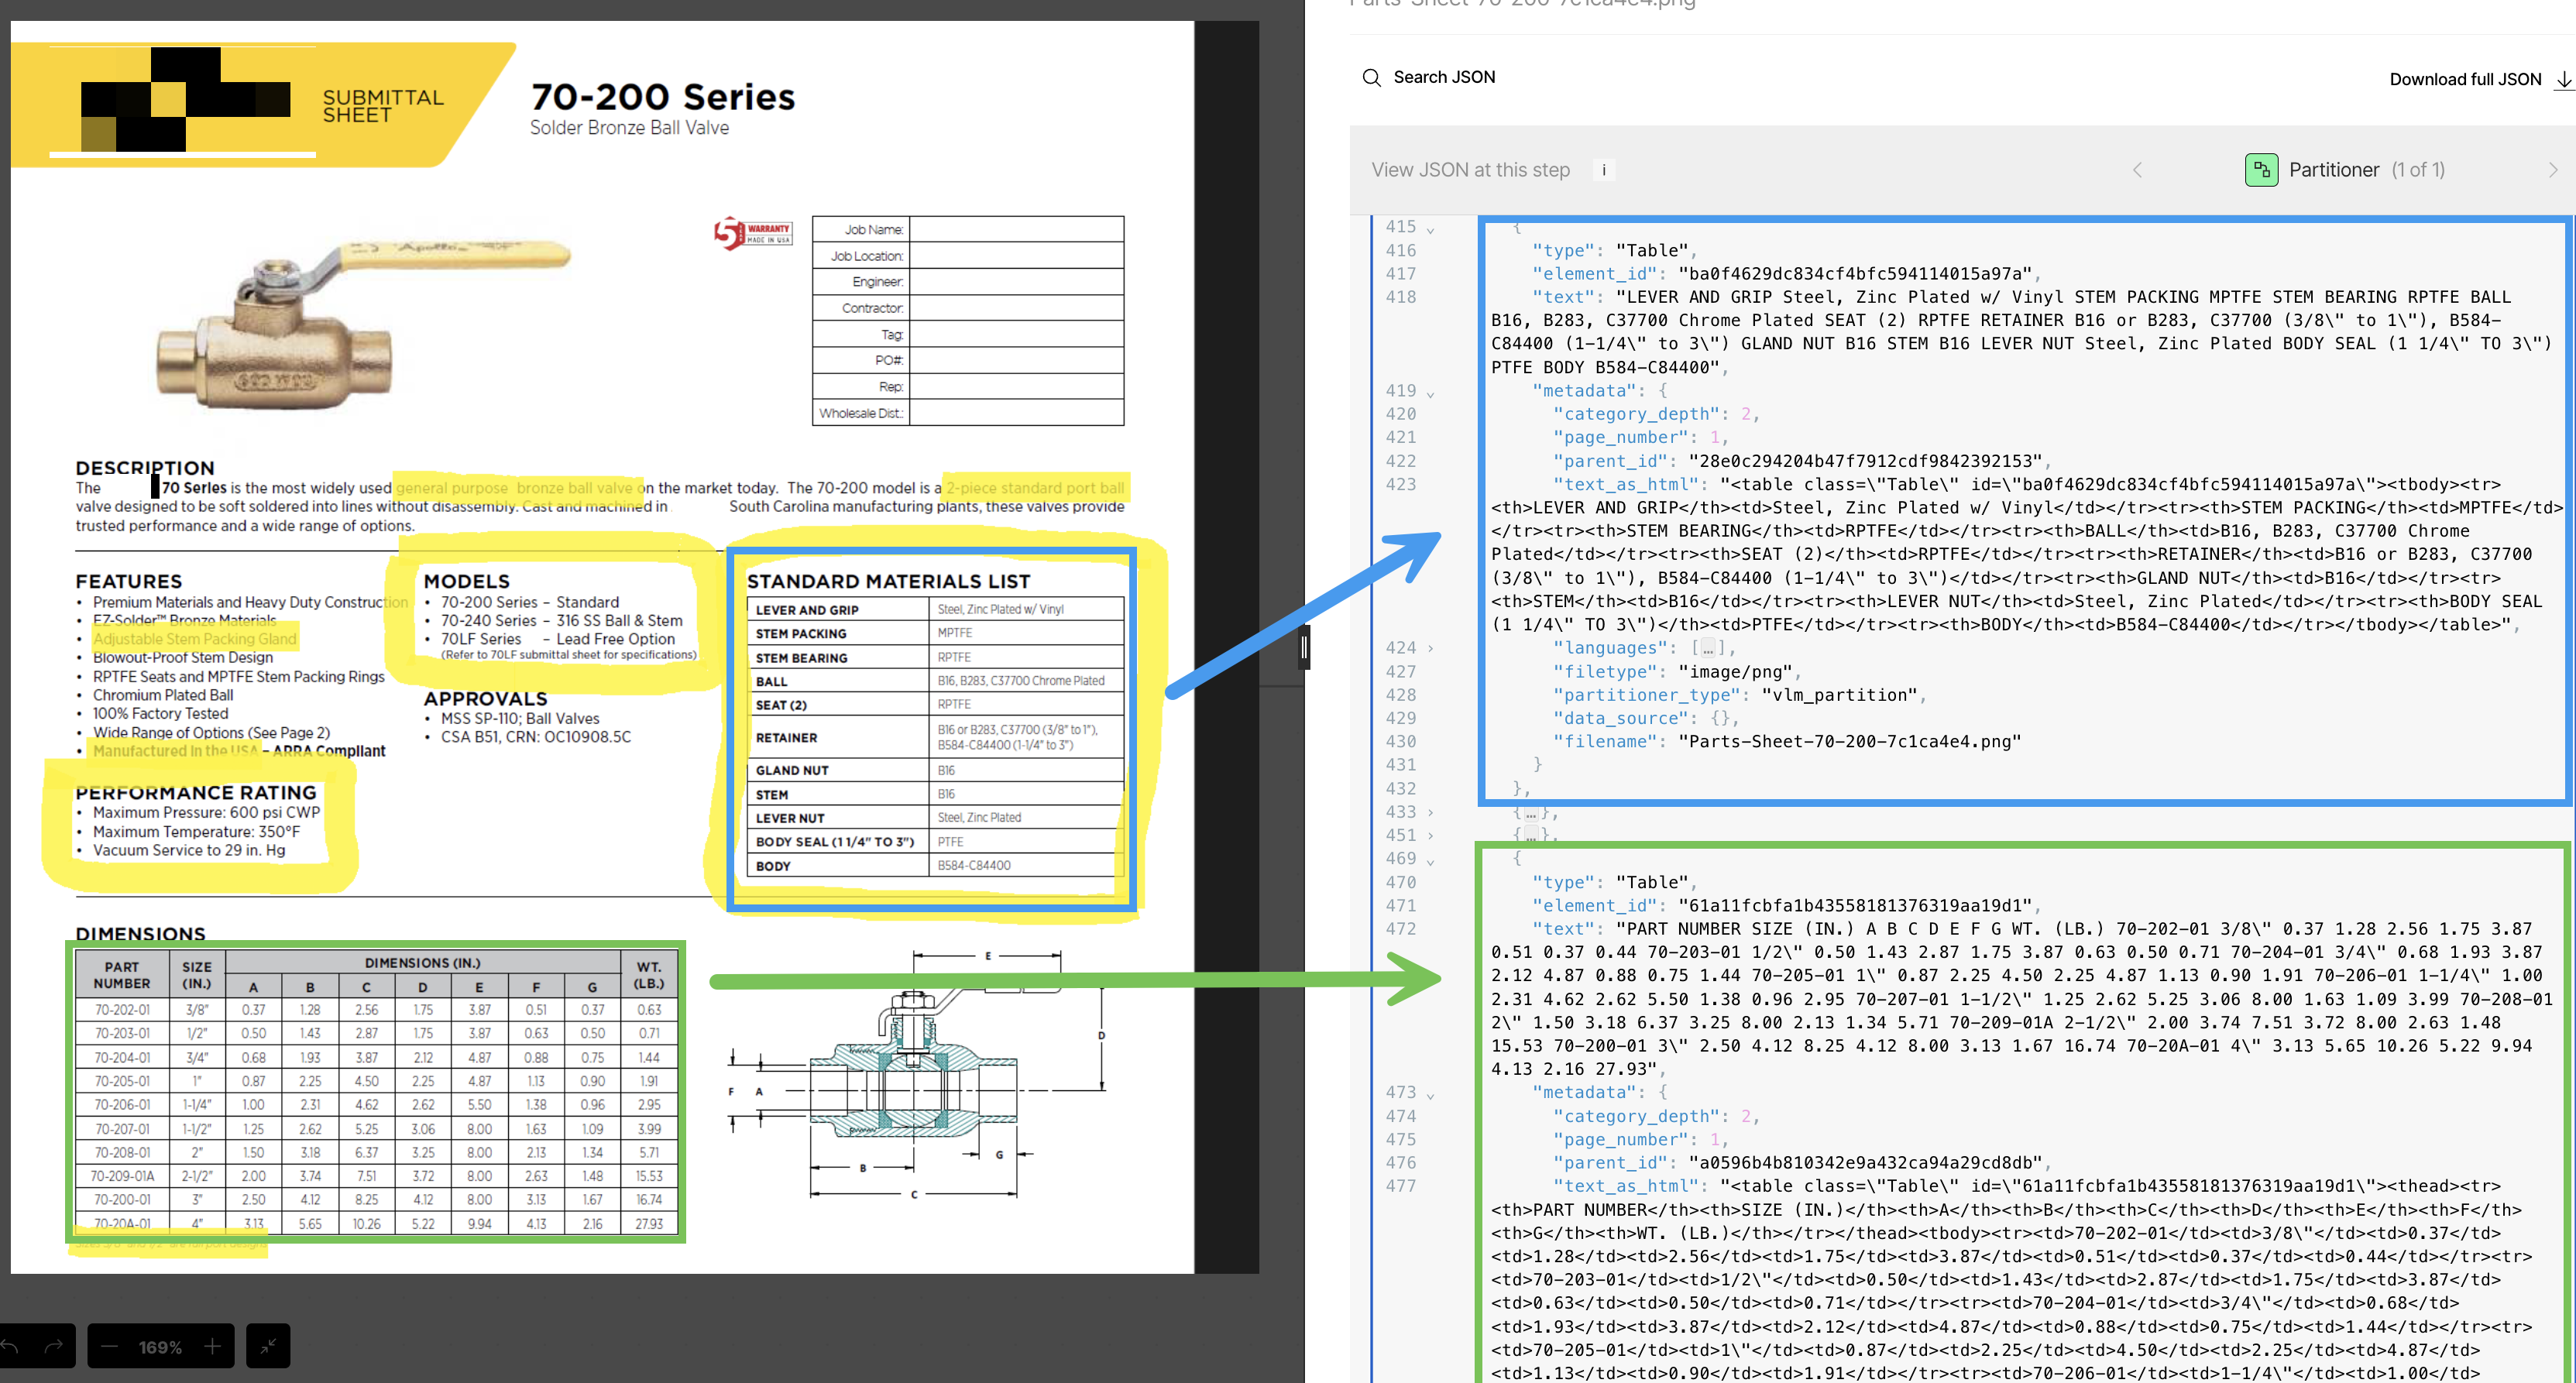 Parts-Sheet-70-200-7c1ca4e4.png
SUBMITTAL
SHEET
70-200 Series
Solder Bronze Ball Valve
Apollo
600 WOG
5 WARRANTY
MADE IN USA
Job Name:
Job Location:
Engineer:
Contractor:
Tag:
PO#:
Rep:
Wholesale Dist.:
DESCRIPTION
The 70 Series is the most widely used general purpose bronze ball valve on the market today. The 70-200 model is a 2-piece standard port ball
valve designed to be soft soldered into lines without disassembly. Cast and machined in South Carolina manufacturing plants, these valves provide
trusted performance and a wide range of options.
FEATURES
• Premium Materials and Heavy Duty Construction
• EZ-Solder™ Bronze Materials
• Adjustable Stem Packing Gland
• Blowout-Proof Stem Design
• RPTFE Seats and MPTFE Stem Packing Rings
• Chromium Plated Ball
• 100% Factory Tested
• Wide Range of Options (See Page 2)
• Manufactured in the USA – ARRA Compliant
PERFORMANCE RATING
• Maximum Pressure: 600 psi CWP
• Maximum Temperature: 350°F
• Vacuum Service to 29 in. Hg
MODELS
• 70-200 Series – Standard
• 70-240 Series – 316 SS Ball & Stem
• 70LF Series – Lead Free Option
(Refer to 70LF submittal sheet for specifications)
APPROVALS
• MSS SP-110; Ball Valves
• CSA B51, CRN: OC10908.5C
STANDARD MATERIALS LIST
LEVER AND GRIP Steel, Zinc Plated w/ Vinyl
STEM PACKING MPTFE
STEM BEARING RPTFE
BALL B16, B283, C37700 Chrome Plated
SEAT (2) RPTFE
RETAINER B16 or B283, C37700 (3/8" to 1"),
B584-C84400 (1-1/4" to 3")
GLAND NUT B16
STEM B16
LEVER NUT Steel, Zinc Plated
BODY SEAL (1 1/4" TO 3") PTFE
BODY B584-C84400
DIMENSIONS
PART NUMBER SIZE (IN.) DIMENSIONS (IN.) WT. (LB.)
A B C D E F G
70-202-01 3/8" 0.37 1.28 2.56 1.75 3.87 0.51 0.37 0.63
70-203-01 1/2" 0.50 1.43 2.87 1.75 3.87 0.63 0.50 0.71
70-204-01 3/4" 0.68 1.93 3.87 2.12 4.87 0.88 0.75 1.44
70-205-01 1" 0.87 2.25 4.50 2.25 4.87 1.13 0.90 1.91
70-206-01 1-1/4" 1.00 2.31 4.62 2.62 5.50 1.38 0.96 2.95
70-207-01 1-1/2" 1.25 2.62 5.25 3.06 8.00 1.63 1.09 3.99
70-208-01 2" 1.50 3.18 6.37 3.25 8.00 2.13 1.34 5.71
70-209-01A 2-1/2" 2.00 3.74 7.51 3.72 8.00 2.63 1.48 15.53
70-200-01 3" 2.50 4.12 8.25 4.12 8.00 3.13 1.67 16.74
70-20A-01 4" 3.13 5.65 10.26 5.22 9.94 4.13 2.16 27.93
Sizes 3/8" and 1/2" are full port designs
E
D
F A
G
B
C
169%
Search JSON
Download full JSON
View JSON at this step i
Partitioner (1 of 1)
415 {
416 "type": "Table",
417 "element_id": "ba0f4629dc834cf4bfc594114015a97a",
418 "text": "LEVER AND GRIP Steel, Zinc Plated w/ Vinyl STEM PACKING MPTFE STEM BEARING RPTFE BALL
B16, B283, C37700 Chrome Plated SEAT (2) RPTFE RETAINER B16 or B283, C37700 (3/8\" to 1\"), B584-
C84400 (1-1/4\" to 3\") GLAND NUT B16 STEM B16 LEVER NUT Steel, Zinc Plated BODY SEAL (1 1/4\" TO 3\")
PTFE BODY B584-C84400",
419 "metadata": {
420 "category_depth": 2,
421 "page_number": 1,
422 "parent_id": "28e0c294204b47f7912cdf9842392153",
423 "text_as_html": "<table class=\"Table\" id=\"ba0f4629dc834cf4bfc594114015a97a\"><tbody><tr>
<th>LEVER AND GRIP</th><td>Steel, Zinc Plated w/ Vinyl</td></tr><tr><th>STEM PACKING</th><td>MPTFE</td>
</tr><tr><th>STEM BEARING</th><td>RPTFE</td></tr><tr><th>BALL</th><td>B16, B283, C37700 Chrome
Plated</td></tr><tr><th>SEAT (2)</th><td>RPTFE</td></tr><tr><th>RETAINER</th><td>B16 or B283, C37700
(3/8\" to 1\"), B584-C84400 (1-1/4\" to 3\")</td></tr><tr><th>GLAND NUT</th><td>B16</td></tr><tr>
<th>STEM</th><td>B16</td></tr><tr><th>LEVER NUT</th><td>Steel, Zinc Plated</td></tr><tr><th>BODY SEAL
(1 1/4\" TO 3\")</th><td>PTFE</td></tr><tr><th>BODY</th><td>B584-C84400</td></tr></tbody></table>",
424 "languages": […],
427 "filetype": "image/png",
428 "partitioner_type": "vlm_partition",
429 "data_source": {},
430 "filename": "Parts-Sheet-70-200-7c1ca4e4.png"
431 }
432 },
433 {…},
451 {…},
469 {
470 "type": "Table",
471 "element_id": "61a11fcbfa1b43558181376319aa19d1",
472 "text": "PART NUMBER SIZE (IN.) A B C D E F G WT. (LB.) 70-202-01 3/8\" 0.37 1.28 2.56 1.75 3.87
0.51 0.37 0.44 70-203-01 1/2\" 0.50 1.43 2.87 1.75 3.87 0.63 0.50 0.71 70-204-01 3/4\" 0.68 1.93 3.87
2.12 4.87 0.88 0.75 1.44 70-205-01 1\" 0.87 2.25 4.50 2.25 4.87 1.13 0.90 1.91 70-206-01 1-1/4\" 1.00
2.31 4.62 2.62 5.50 1.38 0.96 2.95 70-207-01 1-1/2\" 1.25 2.62 5.25 3.06 8.00 1.63 1.09 3.99 70-208-01
2\" 1.50 3.18 6.37 3.25 8.00 2.13 1.34 5.71 70-209-01A 2-1/2\" 2.00 3.74 7.51 3.72 8.00 2.63 1.48
15.53 70-200-01 3\" 2.50 4.12 8.25 4.12 8.00 3.13 1.67 16.74 70-20A-01 4\" 3.13 5.65 10.26 5.22 9.94
4.13 2.16 27.93",
473 "metadata": {
474 "category_depth": 2,
475 "page_number": 1,
476 "parent_id": "a0596b4b810342e9a432ca94a29cd8db",
477 "text_as_html": "<table class=\"Table\" id=\"61a11fcbfa1b43558181376319aa19d1\"><thead><tr>
<th>PART NUMBER</th><th>SIZE (IN.)</th><th>A</th><th>B</th><th>C</th><th>D</th><th>E</th><th>F</th>
<th>G</th><th>WT. (LB.)</th></tr></thead><tbody><tr><td>70-202-01</td><td>3/8\"</td><td>0.37</td>
<td>1.28</td><td>2.56</td><td>1.75</td><td>3.87</td><td>0.51</td><td>0.37</td><td>0.44</td></tr><tr>
<td>70-203-01</td><td>1/2\"</td><td>0.50</td><td>1.43</td><td>2.87</td><td>1.75</td><td>3.87</td>
<td>0.63</td><td>0.50</td><td>0.71</td></tr><tr><td>70-204-01</td><td>3/4\"</td><td>0.68</td>
<td>1.93</td><td>3.87</td><td>2.12</td><td>4.87</td><td>0.88</td><td>0.75</td><td>1.44</td></tr><tr>
<td>70-205-01</td><td>1\"</td><td>0.87</td><td>2.25</td><td>4.50</td><td>2.25</td><td>4.87</td>
<td>1.13</td><td>0.90</td><td>1.91</td></tr><tr><td>70-206-01</td><td>1-1/4\"</td><td>1.00</td>